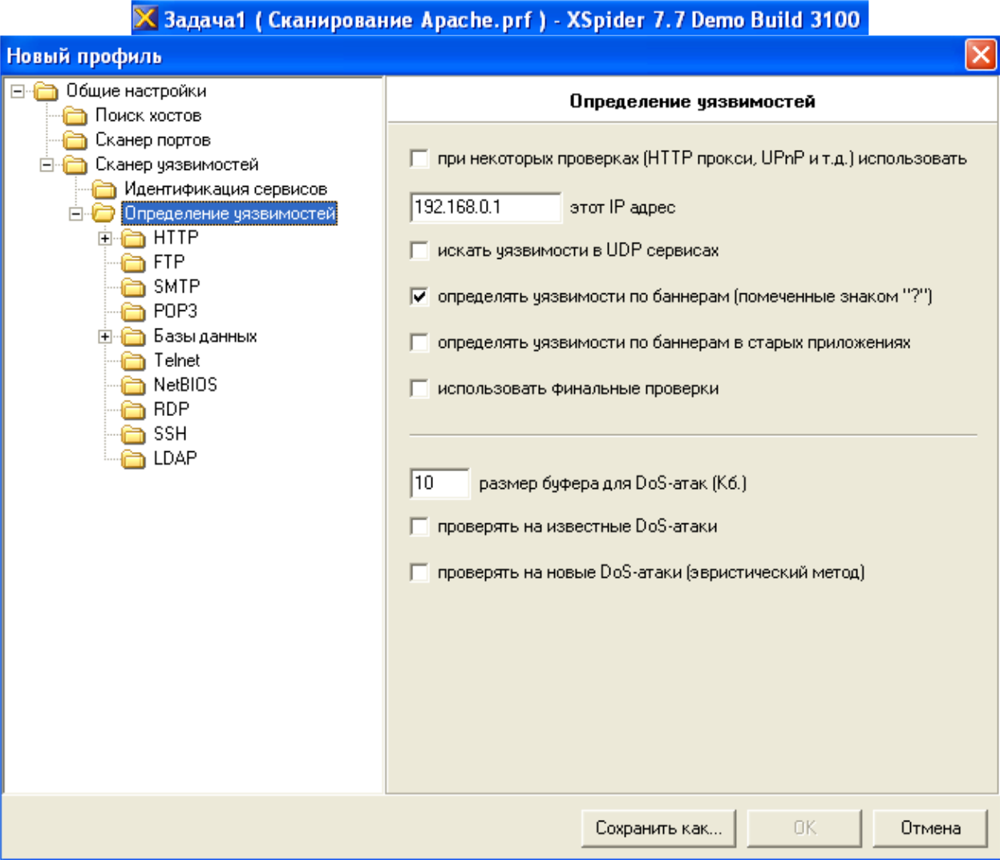 Задача1 ( Сканирование Apache.prf ) - XSpider 7.7 Demo Build 3100
Новый профиль
Общие настройки
Поиск хостов
Сканер портов
Сканер уязвимостей
Идентификация сервисов
Определение уязвимостей
HTTP
FTP
SMTP
POP3
Базы данных
Telnet
NetBIOS
RDP
SSH
LDAP
Определение уязвимостей
при некоторых проверках (HTTP прокси, UPnP и т.д.) использовать
192.168.0.1 этот IP адрес
искать уязвимости в UDP сервисах
определять уязвимости по баннерам (помеченные знаком "?")
определять уязвимости по баннерам в старых приложениях
использовать финальные проверки
10 размер буфера для DoS-атак (Кб.)
проверять на известные DoS-атаки
проверять на новые DoS-атаки (эвристический метод)
Сохранить как... OK Отмена